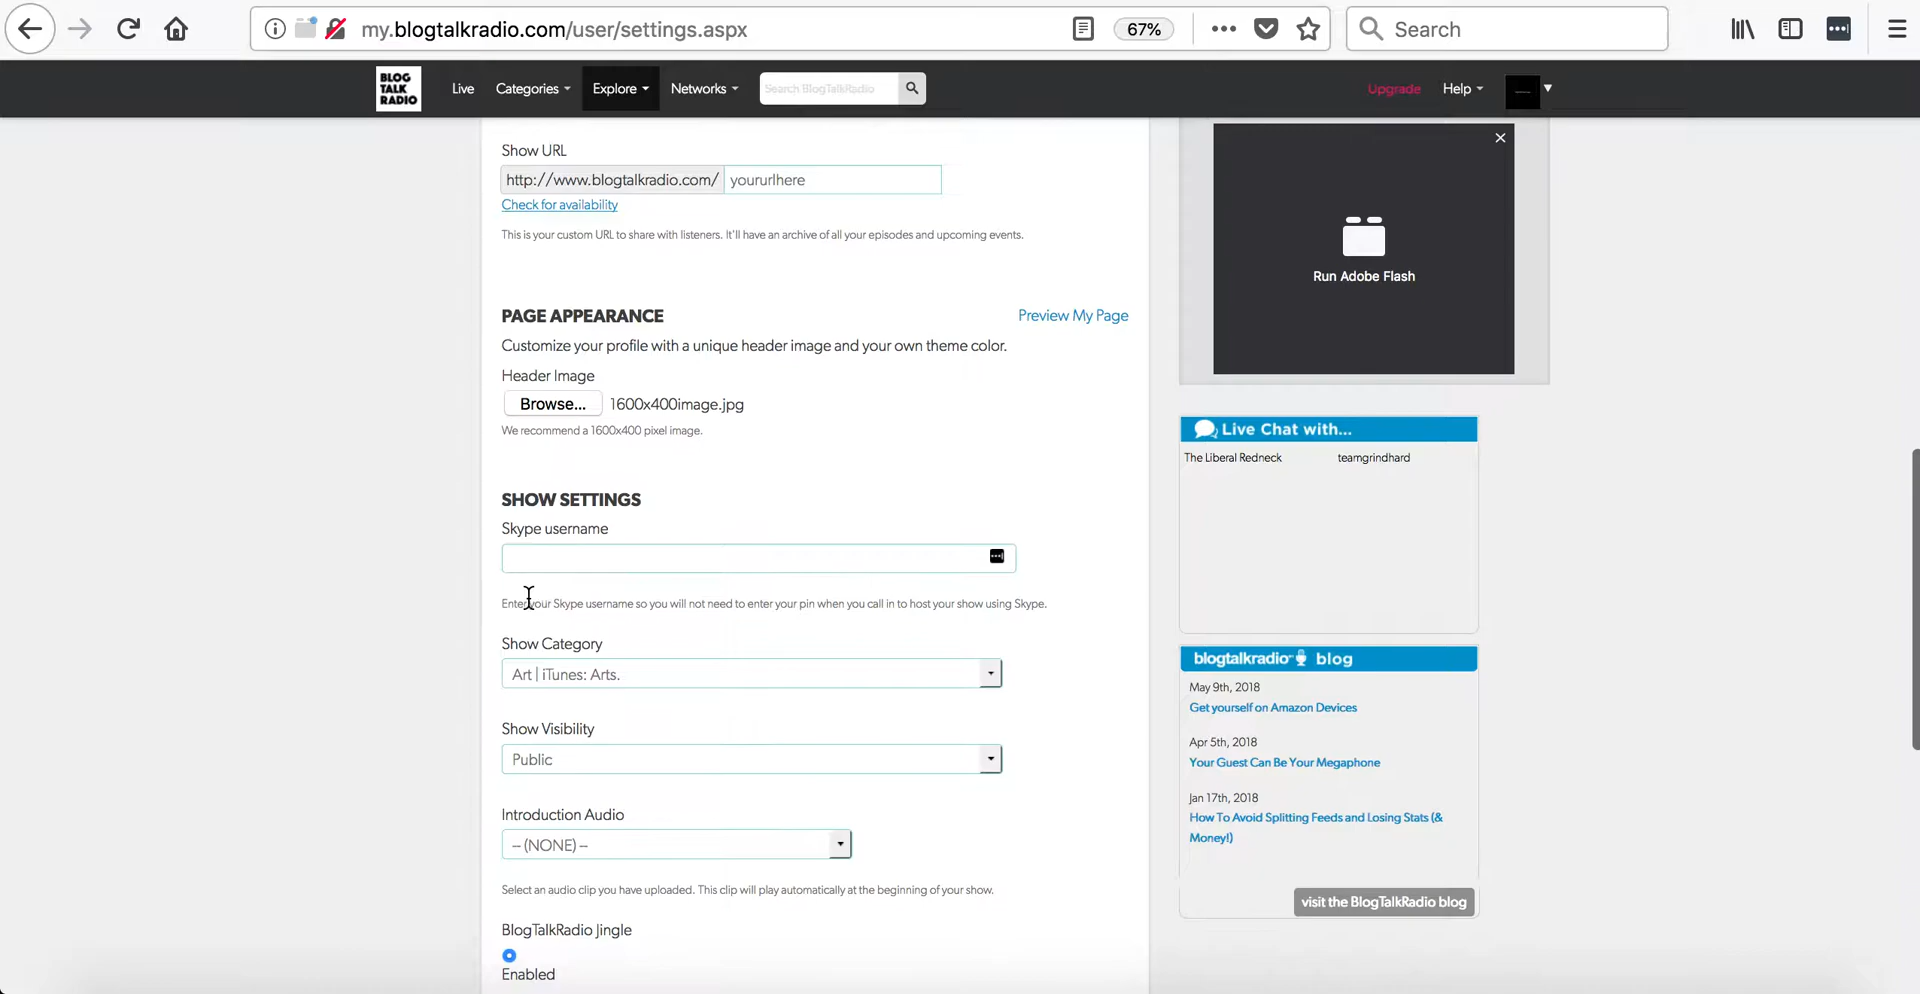 my.blogtalkradio.com/user/settings.aspx
67%
Search
BLOG
TALK
RADIO
Live
Categories
Explore
Networks
Search BlogTalkRadio
Upgrade
Help
Show URL
http://www.blogtalkradio.com/ yoururlhere
Check for availability
This is your custom URL to share with listeners. It'll have an archive of all your episodes and upcoming events.
PAGE APPEARANCE
Preview My Page
Customize your profile with a unique header image and your own theme color.
Header Image
Browse... 1600x400image.jpg
We recommend a 1600x400 pixel image.
SHOW SETTINGS
Skype username
Enter your Skype username so you will not need to enter your pin when you call in to host your show using Skype.
Show Category
Art | iTunes: Arts.
Show Visibility
Public
Introduction Audio
-- (NONE) --
Select an audio clip you have uploaded. This clip will play automatically at the beginning of your show.
BlogTalkRadio Jingle
Enabled
Run Adobe Flash
Live Chat with...
The Liberal Redneck
teamgrindhard
blogtalkradio blog
May 9th, 2018
Get yourself on Amazon Devices
Apr 5th, 2018
Your Guest Can Be Your Megaphone
Jan 17th, 2018
How To Avoid Splitting Feeds and Losing Stats (&
Money!)
visit the BlogTalkRadio blog